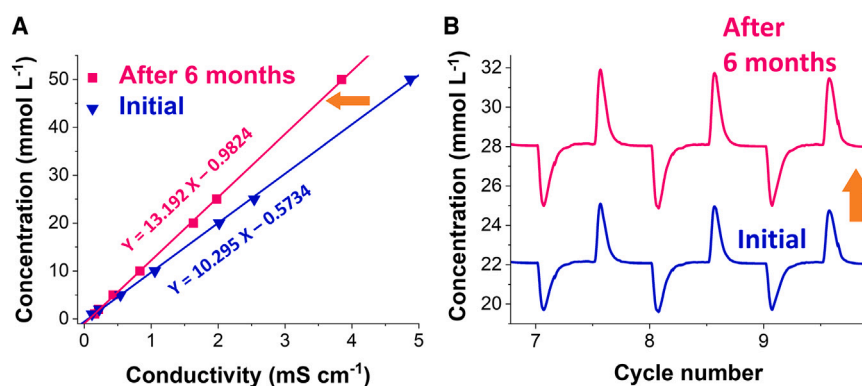 A
Concentration (mmol L⁻¹)
50
40
30
20
10
0
After 6 months
Initial
Y = 13.192 X – 0.9824
Y = 10.295 X – 0.5734
0 1 2 3 4 5
Conductivity (mS cm⁻¹)
B
Concentration (mmol L⁻¹)
32
30
28
26
24
22
20
After
6 months
Initial
7 8 9
Cycle number